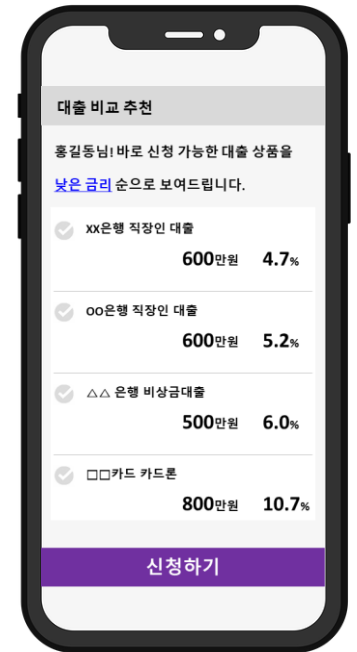 대출 비교 추천
홍길동님! 바로 신청 가능한 대출 상품을
낮은 금리 순으로 보여드립니다.
XX은행 직장인 대출
600만원 4.7%
OO은행 직장인 대출
600만원 5.2%
△△ 은행 비상금대출
500만원 6.0%
□□카드 카드론
800만원 10.7%
신청하기